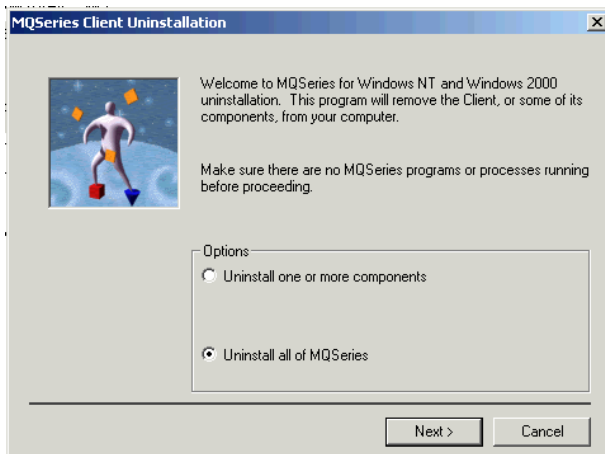 MQSeries Client Uninstallation
Welcome to MQSeries for Windows NT and Windows 2000
uninstallation. This program will remove the Client, or some of its
components, from your computer.
Make sure there are no MQSeries programs or processes running
before proceeding.
Options
Uninstall one or more components
Uninstall all of MQSeries
Next >
Cancel